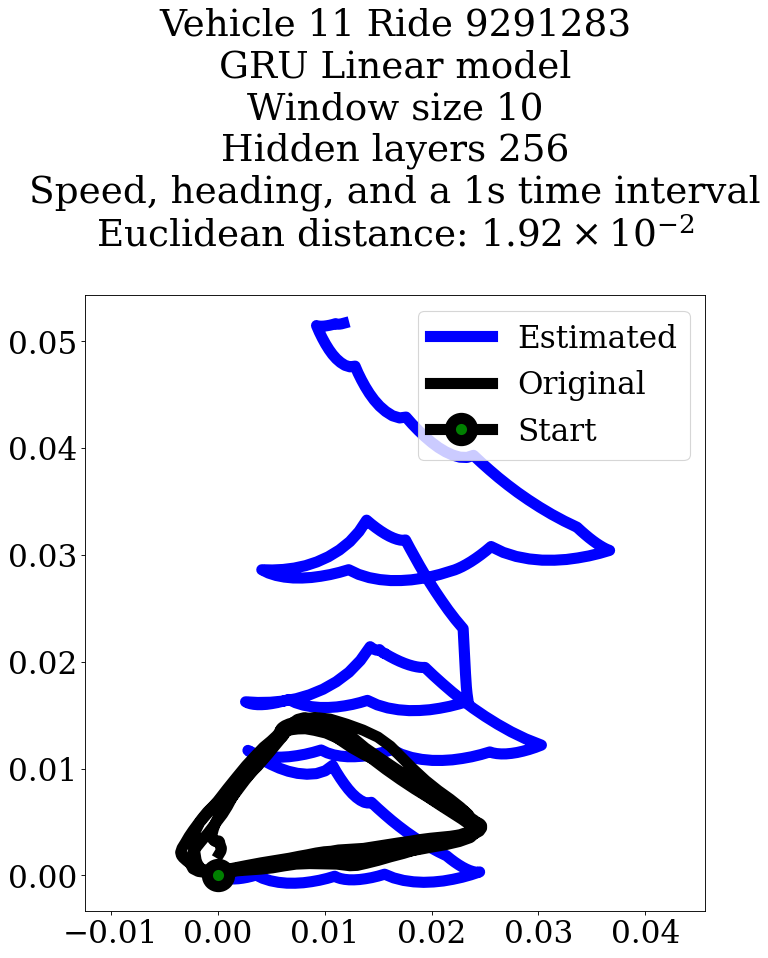 Vehicle 11 Ride 9291283
GRU Linear model
Window size 10
Hidden layers 256
Speed, heading, and a 1s time interval
Euclidean distance: 1.92 × 10⁻²
Estimated
Original
Start
0.05
0.04
0.03
0.02
0.01
0.00
−0.01 0.00 0.01 0.02 0.03 0.04